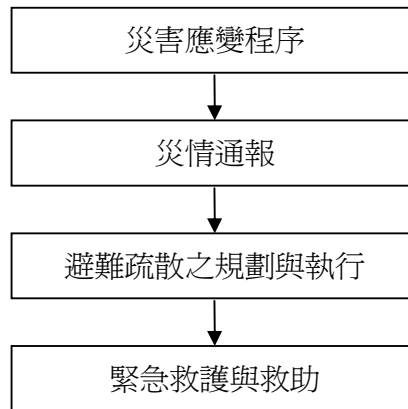 災害應變程序
災情通報
避難疏散之規劃與執行
緊急救護與救助